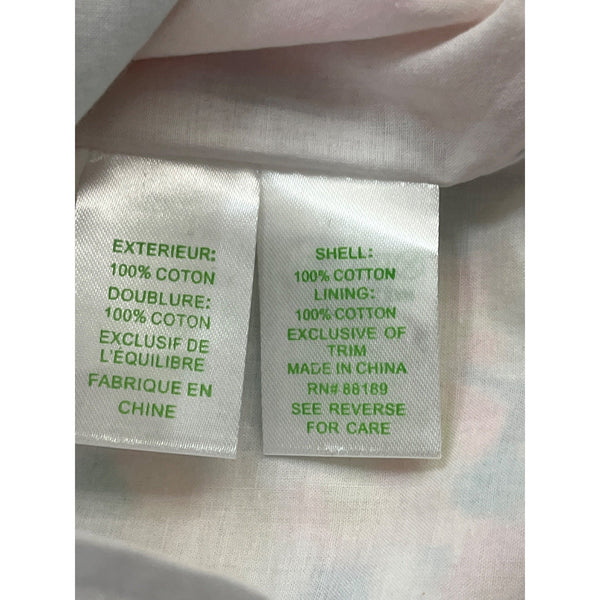 EXTERIEUR:
100% COTON
DOUBLURE:
100% COTON
EXCLUSIF DE
L'ÉQUILIBRE
FABRIQUE EN
CHINE
SHELL:
100% COTTON
LINING:
100% COTTON
EXCLUSIVE OF
TRIM
MADE IN CHINA
RN# 88189
SEE REVERSE
FOR CARE